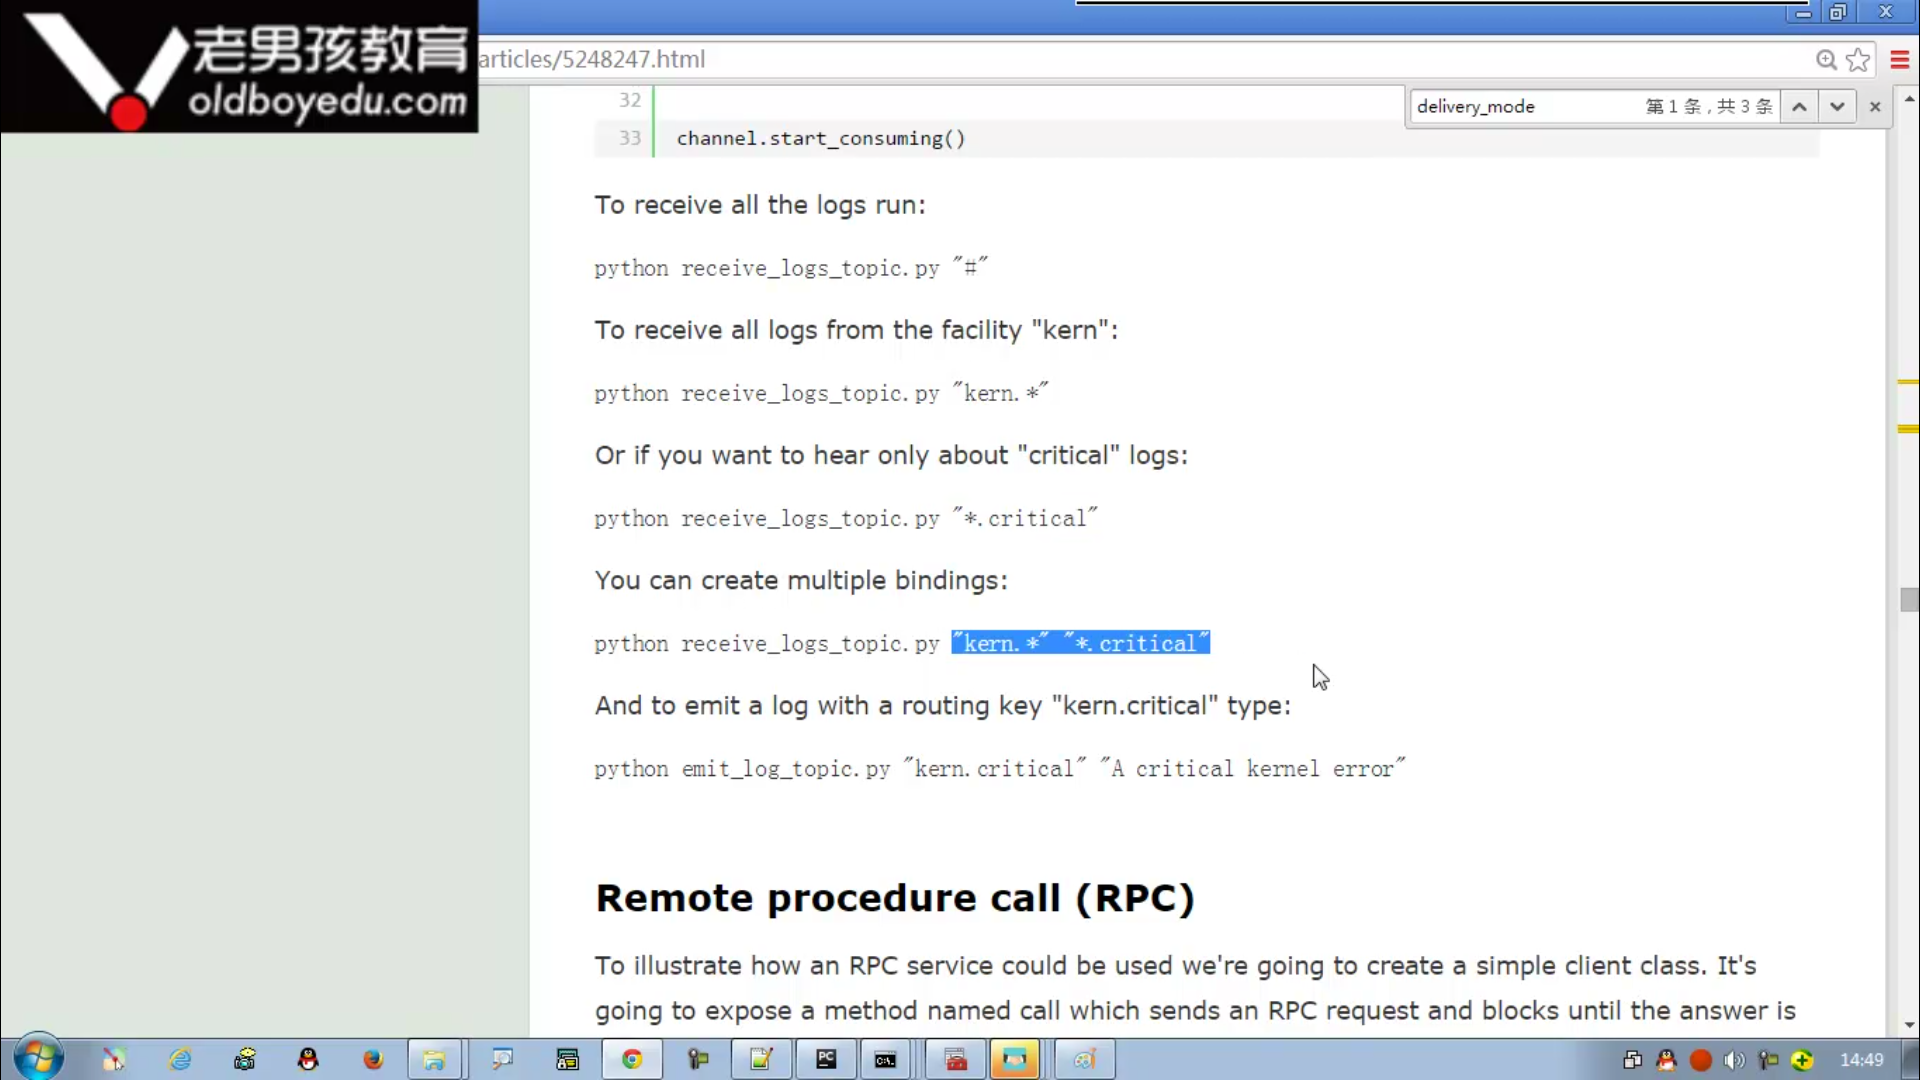 老男孩教育
oldboyedu.com
articles/5248247.html
delivery_mode 第 1 条，共 3 条
32
33 channel.start_consuming()
To receive all the logs run:
python receive_logs_topic.py "#"
To receive all logs from the facility "kern":
python receive_logs_topic.py "kern.*"
Or if you want to hear only about "critical" logs:
python receive_logs_topic.py "*.critical"
You can create multiple bindings:
python receive_logs_topic.py "kern.*" "*.critical"
And to emit a log with a routing key "kern.critical" type:
python emit_log_topic.py "kern.critical" "A critical kernel error"
Remote procedure call (RPC)
To illustrate how an RPC service could be used we're going to create a simple client class. It's
going to expose a method named call which sends an RPC request and blocks until the answer is
PC
C:\.
14:49